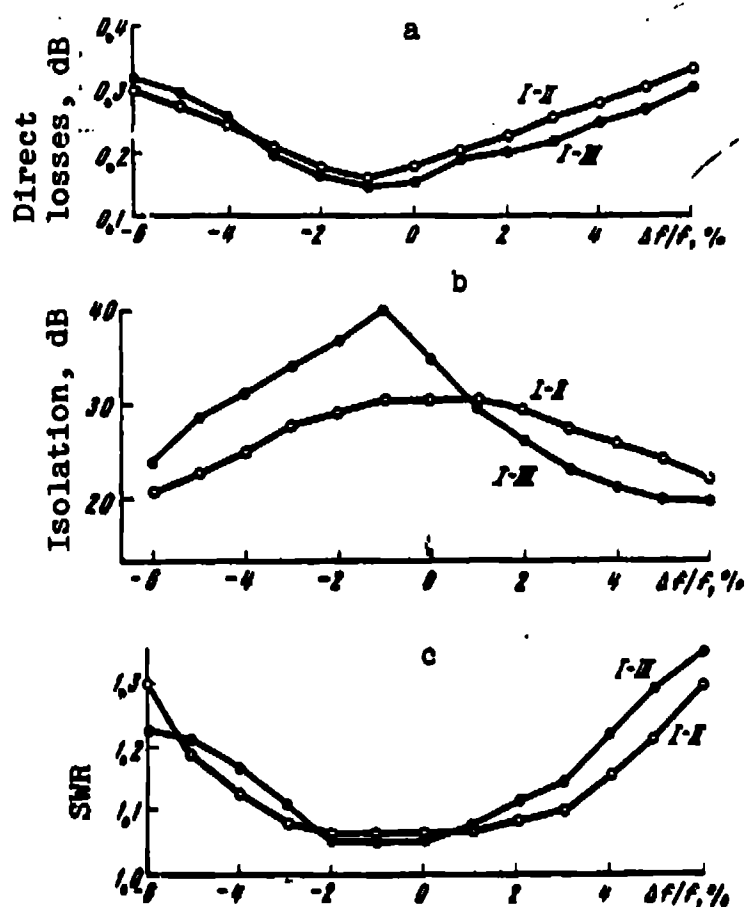 a
0,4
0,3
0,2
0,1
Direct losses, dB
I-II
I-III
-6 -4 -2 0 2 4 Δf/f, %
b
40
30
20
Isolation, dB
I-II
I-III
-6 -4 -2 0 2 4 Δf/f, %
c
1,3
1,2
1,1
1,0
SWR
I-III
I-II
-6 -4 -2 0 2 4 Δf/f, %